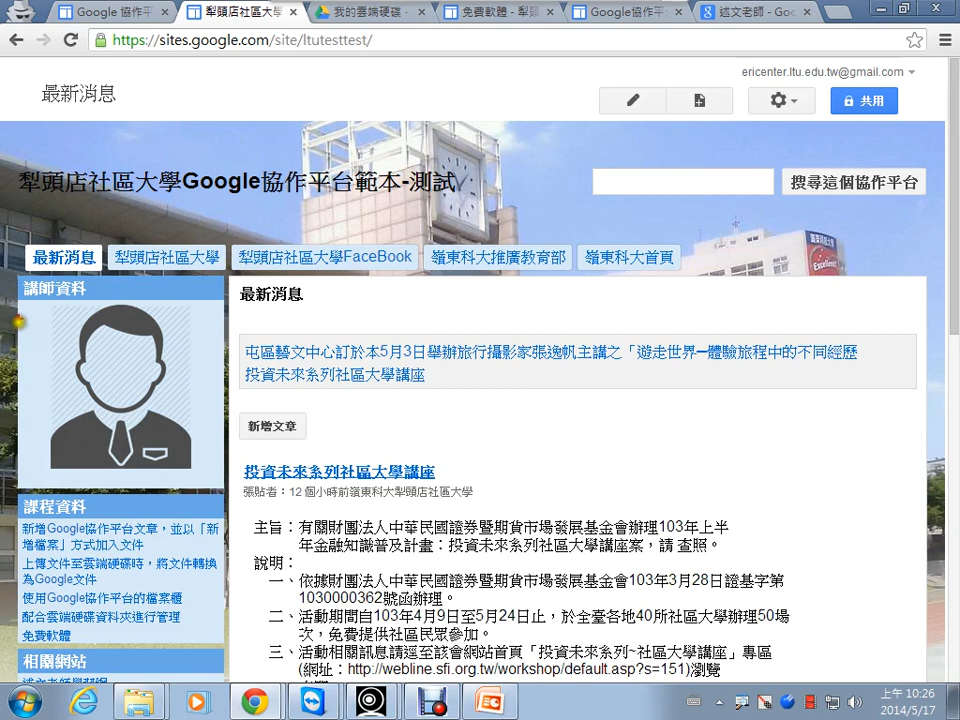 Google 協作平
犁頭店社區大學
我的雲端硬碟 -
免費軟體 - 犁頭
Google協作平
述文老師 - Goo
https://sites.google.com/site/ltutesttest/
ericenter.ltu.edu.tw@gmail.com
最新消息
共用
犁頭店社區大學Google協作平台範本-測試
搜尋這個協作平台
最新消息
犁頭店社區大學
犁頭店社區大學FaceBook
嶺東科大推廣教育部
嶺東科大首頁
Excellence
講師資料
最新消息
屯區藝文中心訂於本5月3日舉辦旅行攝影家張逸帆主講之「遊走世界─體驗旅程中的不同經歷
投資未來系列社區大學講座
新增文章
投資未來系列社區大學講座
張貼者：12 個小時前嶺東科大犁頭店社區大學
主旨：有關財團法人中華民國證券暨期貨市場發展基金會辦理103年上半
年金融知識普及計畫：投資未來系列社區大學講座案，請 查照。
說明：
一、依據財團法人中華民國證券暨期貨市場發展基金會103年3月28日證基字第
1030000362號函辦理。
二、活動期間自103年4月9日至5月24日止，於全臺各地40所社區大學辦理50場
次，免費提供社區民眾參加。
三、活動相關訊息請逕至該會網站首頁「投資未來系列~社區大學講座」專區
(網址：http://webline.sfi.org.tw/workshop/default.asp?s=151)瀏覽
課程資料
新增Google協作平台文章，並以「新
增檔案」方式加入文件
上傳文件至雲端硬碟時，將文件轉換
為Google文件
使用Google協作平台的檔案櫃
配合雲端硬碟資料夾進行管理
免費軟體
相關網站
上午 10:26
2014/5/17